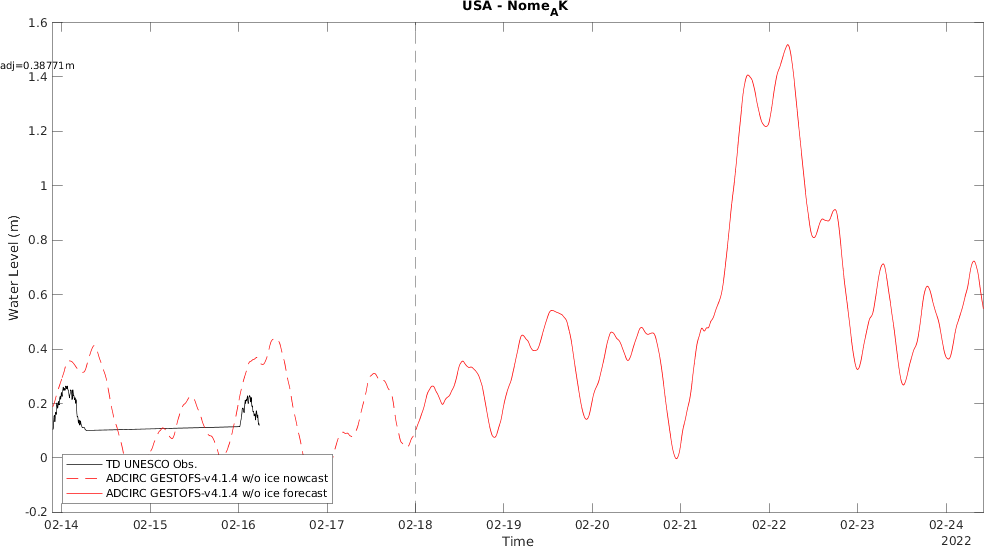 USA - Nome_AK
1.6
adj=0.38771m
1.4
1.2
1
0.8
0.6
0.4
0.2
0
-0.2
Water Level (m)
TD UNESCO Obs.
ADCIRC GESTOFS-v4.1.4 w/o ice nowcast
ADCIRC GESTOFS-v4.1.4 w/o ice forecast
02-14 02-15 02-16 02-17 02-18 02-19 02-20 02-21 02-22 02-23 02-24
Time
2022